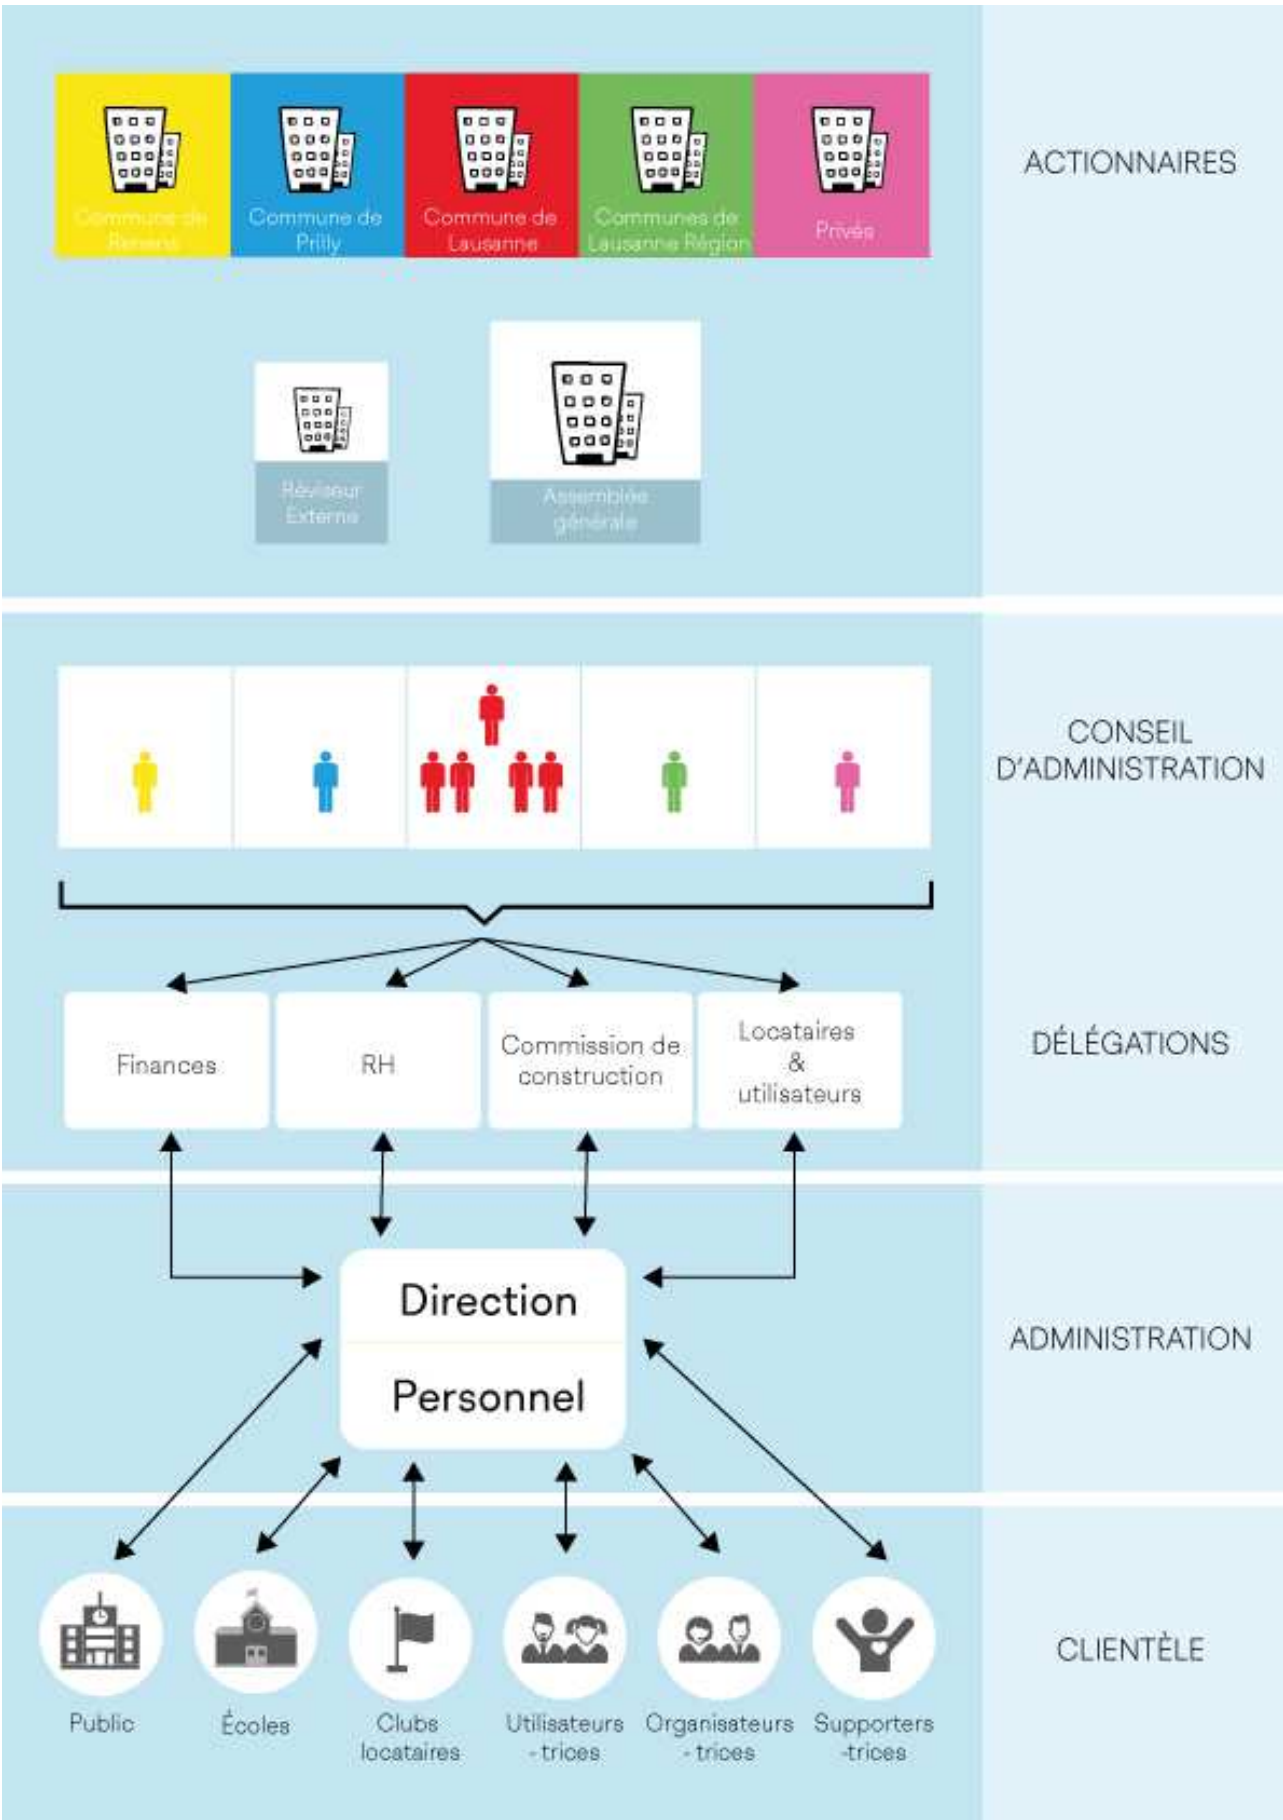 Commune de
Renens
Commune de
Prilly
Commune de
Lausanne
Communes de
Lausanne Région
Privés
ACTIONNAIRES
Réviseur
Externe
Assemblée
générale
CONSEIL
D'ADMINISTRATION
Finances
RH
Commission de
construction
Locataires
&
utilisateurs
DÉLÉGATIONS
Direction
Personnel
ADMINISTRATION
Public
Écoles
Clubs
locataires
Utilisateurs
- trices
Organisateurs
- trices
Supporters
-trices
CLIENTÈLE